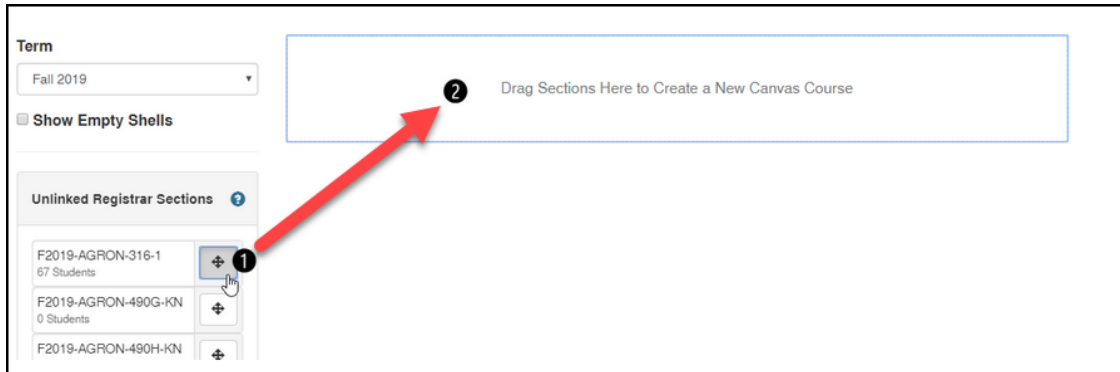 Term
Fall 2019
Show Empty Shells
2 Drag Sections Here to Create a New Canvas Course
Unlinked Registrar Sections ?
F2019-AGRON-316-1
67 Students
1
F2019-AGRON-490G-KN
0 Students
F2019-AGRON-490H-KN